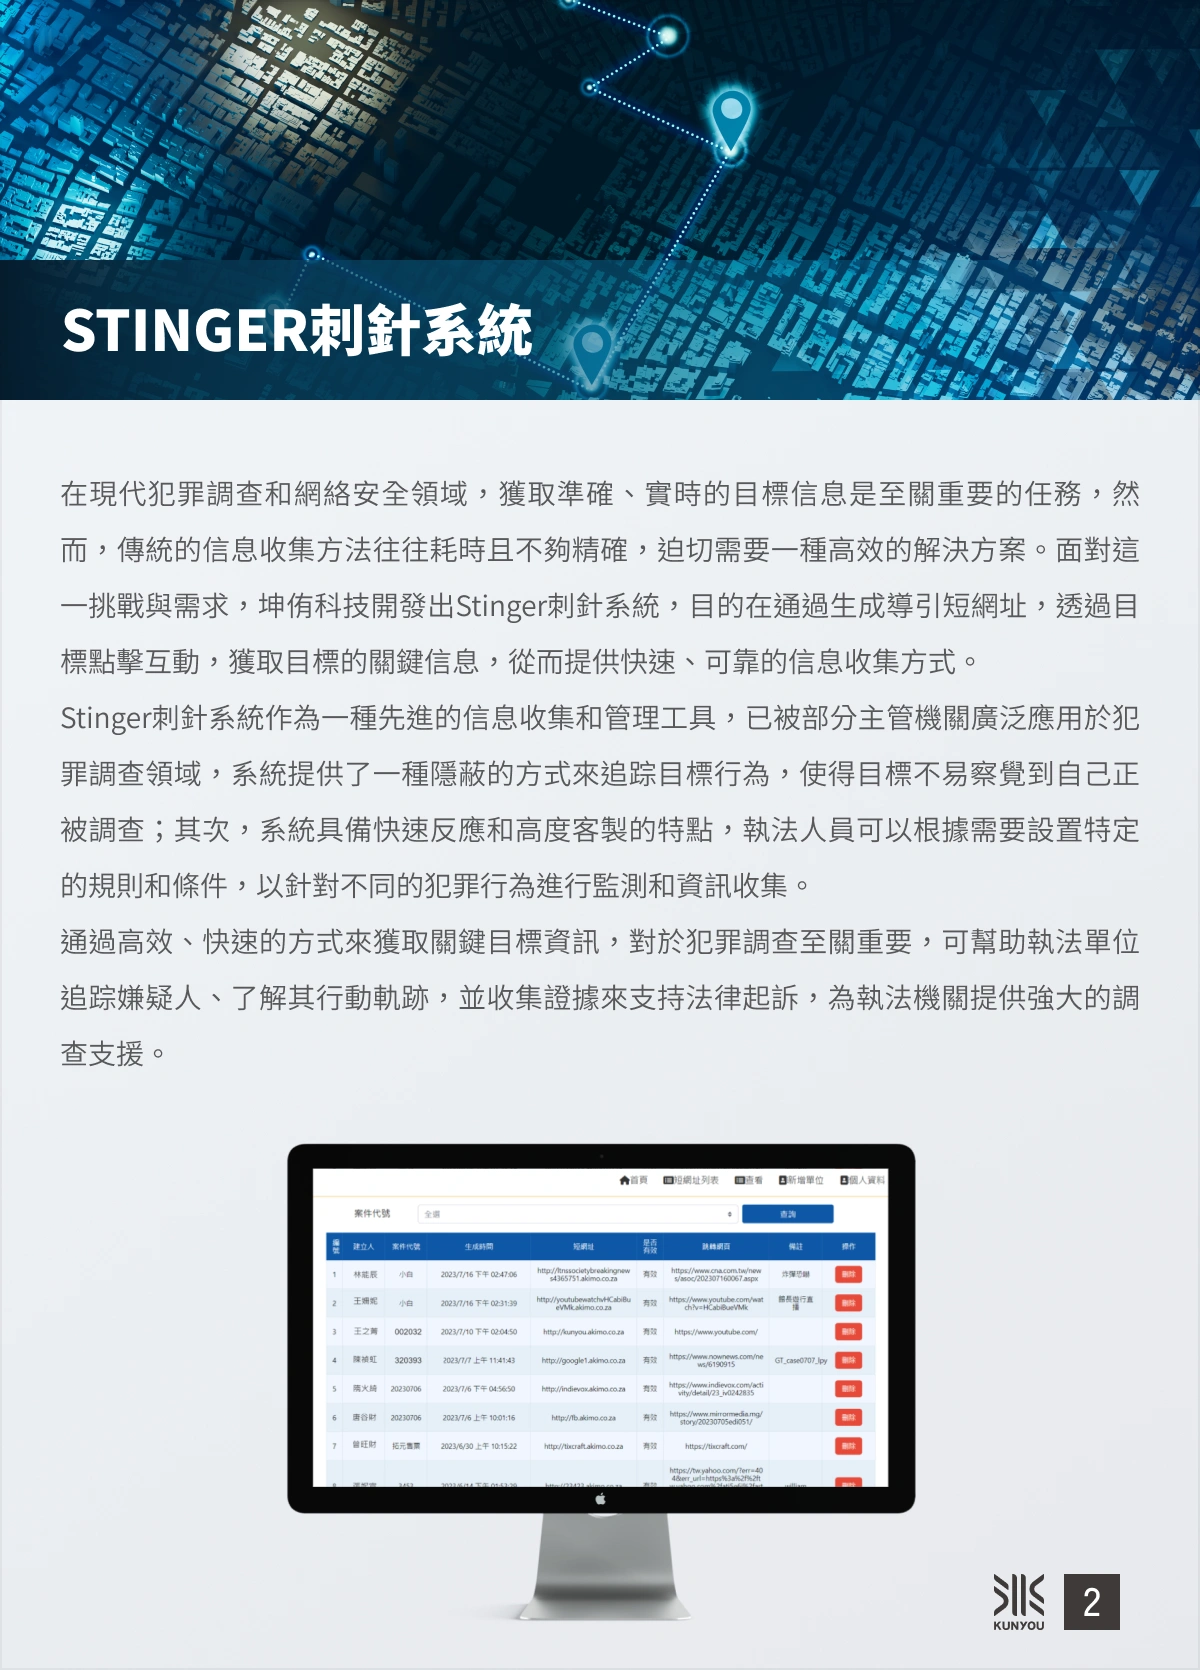 STINGER刺針系統
在現代犯罪調查和網絡安全領域，獲取準確、實時的目標信息是至關重要的任務，然
而，傳統的信息收集方法往往耗時且不夠精確，迫切需要一種高效的解決方案。面對這
一挑戰與需求，坤侑科技開發出Stinger刺針系統，目的在通過生成導引短網址，透過目
標點擊互動，獲取目標的關鍵信息，從而提供快速、可靠的信息收集方式。
Stinger刺針系統作為一種先進的信息收集和管理工具，已被部分主管機關廣泛應用於犯
罪調查領域，系統提供了一種隱蔽的方式來追踪目標行為，使得目標不易察覺到自己正
被調查；其次，系統具備快速反應和高度客製的特點，執法人員可以根據需要設置特定
的規則和條件，以針對不同的犯罪行為進行監測和資訊收集。
通過高效、快速的方式來獲取關鍵目標資訊，對於犯罪調查至關重要，可幫助執法單位
追踪嫌疑人、了解其行動軌跡，並收集證據來支持法律起訴，為執法機關提供強大的調
查支援。
首頁 短網址列表 查看 新增單位 個人資料
案件代號 全選 查詢
編號 建立人 案件代號 生成時間 短網址 是否有效 跳轉網頁 備註 操作
1 林能辰 小白 2023/7/16 下午 02:47:06 http://ltnssocietybreakingnews4365751.akimo.co.za 有效 https://www.cna.com.tw/news/asoc/202307160067.aspx 炸彈恐嚇 刪除
2 王姍妮 小白 2023/7/16 下午 02:31:39 http://youtubewatchvHCabiBueVMk.akimo.co.za 有效 https://www.youtube.com/watch?v=HCabiBueVMk 館長遊行直播 刪除
3 王之菁 002032 2023/7/10 下午 02:04:50 http://kunyou.akimo.co.za 有效 https://www.youtube.com/ 刪除
4 陳禎虹 320393 2023/7/7 上午 11:41:43 http://google1.akimo.co.za 有效 https://www.nownews.com/news/6190915 GT_case0707_lpy 刪除
5 隋火綺 20230706 2023/7/6 下午 04:56:50 http://indievox.akimo.co.za 有效 https://www.indievox.com/activity/detail/23_iv0242835 刪除
6 唐谷財 20230706 2023/7/6 上午 10:01:16 http://fb.akimo.co.za 有效 https://www.mirrormedia.mg/story/20230705edi051/ 刪除
7 曾旺財 拓元售票 2023/6/30 上午 10:15:22 http://tixcraft.akimo.co.za 有效 https://tixcraft.com/ 刪除
https://tw.yahoo.com/?err=404&err_url=https%3a%2f%2ft
KUNYOU
2